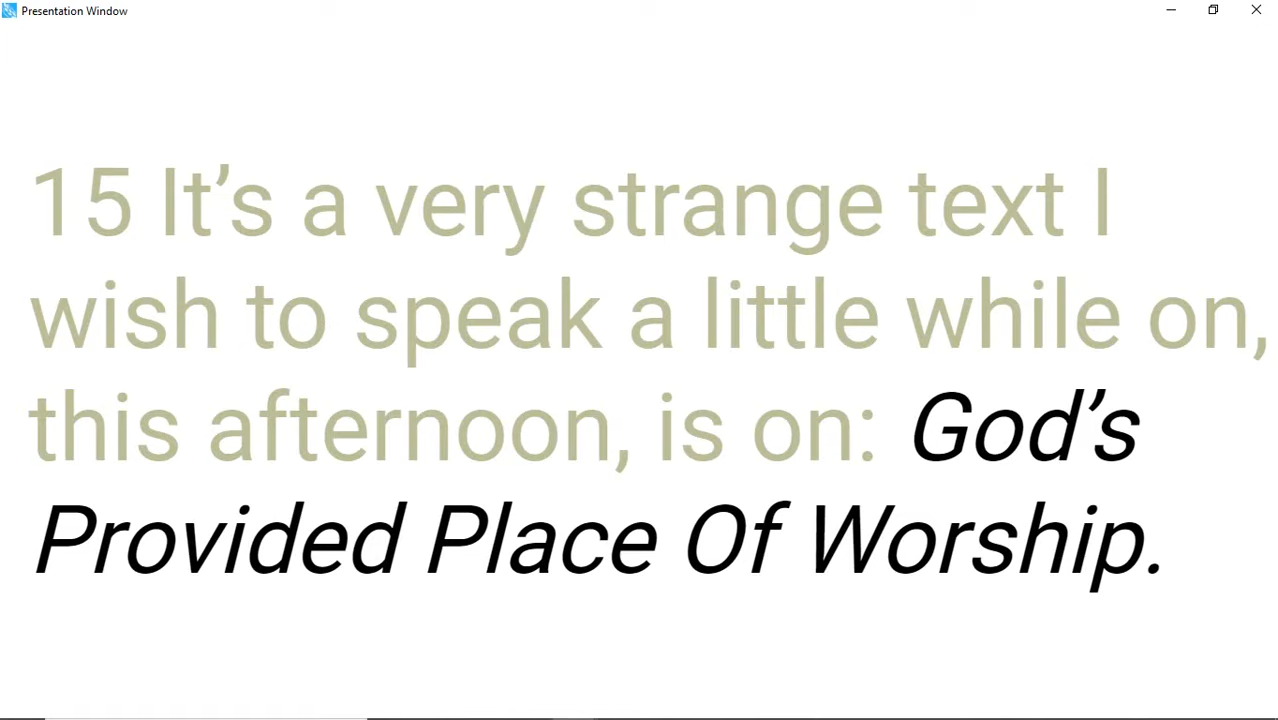 Presentation Window
15 It’s a very strange text I
wish to speak a little while on,
this afternoon, is on: God’s
Provided Place Of Worship.